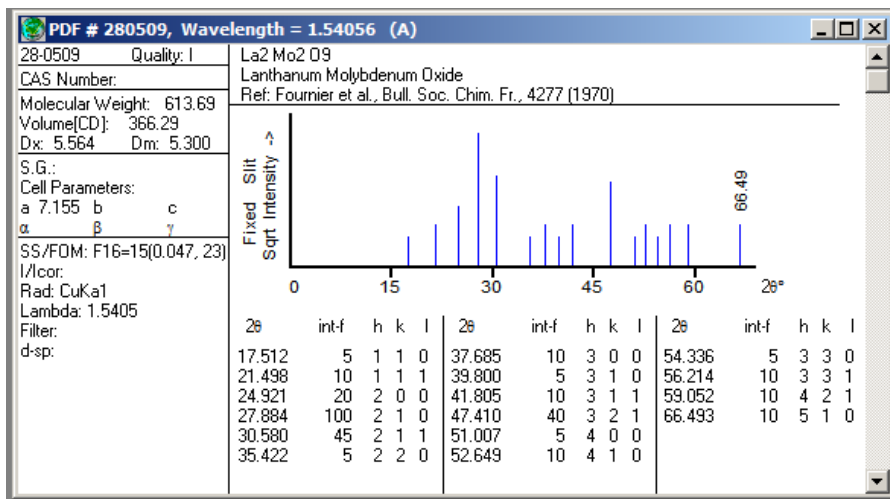 PDF # 280509, Wavelength = 1.54056 (A)
28-0509 Quality: I
CAS Number:
Molecular Weight: 613.69
Volume[CD]: 366.29
Dx: 5.564 Dm: 5.300
S.G.:
Cell Parameters:
a 7.155 b c
α β γ
SS/FOM: F16=15(0.047, 23)
I/Icor:
Rad: CuKa1
Lambda: 1.5405
Filter:
d-sp:
La2 Mo2 O9
Lanthanum Molybdenum Oxide
Ref: Fournier et al., Bull. Soc. Chim. Fr., 4277 (1970)
Fixed Slit
Sqrt Intensity ->
66.49
0 15 30 45 60 2θ°
2θ int-f h k l 2θ int-f h k l 2θ int-f h k l
17.512 5 1 1 0 37.685 10 3 0 0 54.336 5 3 3 0
21.498 10 1 1 1 39.800 5 3 1 0 56.214 10 3 3 1
24.921 20 2 0 0 41.805 10 3 1 1 59.052 10 4 2 1
27.884 100 2 1 0 47.410 40 3 2 1 66.493 10 5 1 0
30.580 45 2 1 1 51.007 5 4 0 0
35.422 5 2 2 0 52.649 10 4 1 0